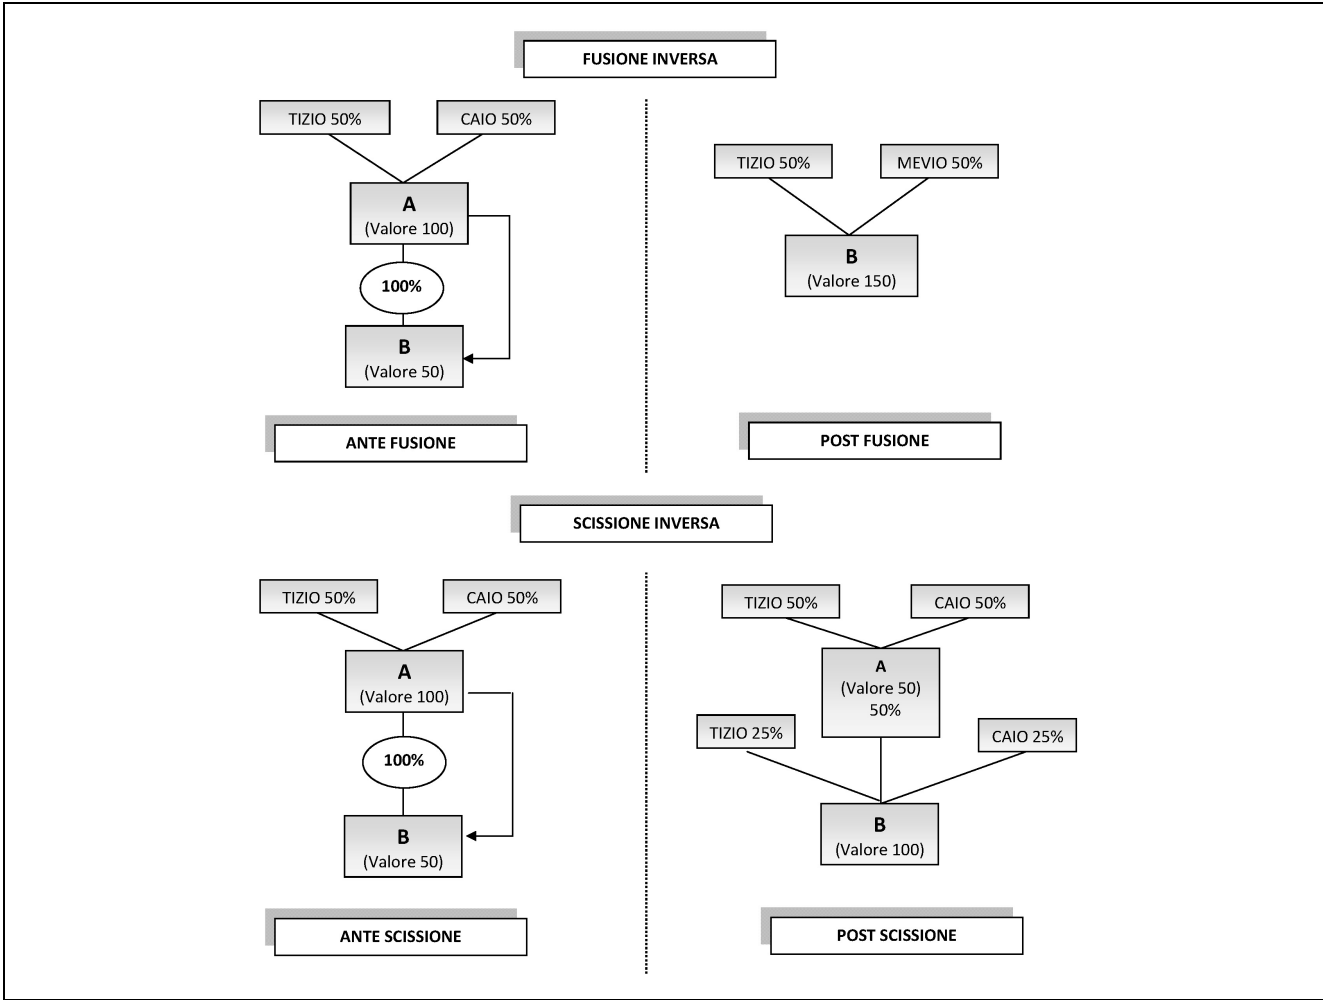 FUSIONE INVERSA
TIZIO 50%
CAIO 50%
A
(Valore 100)
100%
B
(Valore 50)
ANTE FUSIONE
TIZIO 50%
MEVIO 50%
B
(Valore 150)
POST FUSIONE
SCISSIONE INVERSA
TIZIO 50%
CAIO 50%
A
(Valore 100)
100%
B
(Valore 50)
ANTE SCISSIONE
TIZIO 50%
CAIO 50%
A
(Valore 50)
50%
TIZIO 25%
CAIO 25%
B
(Valore 100)
POST SCISSIONE